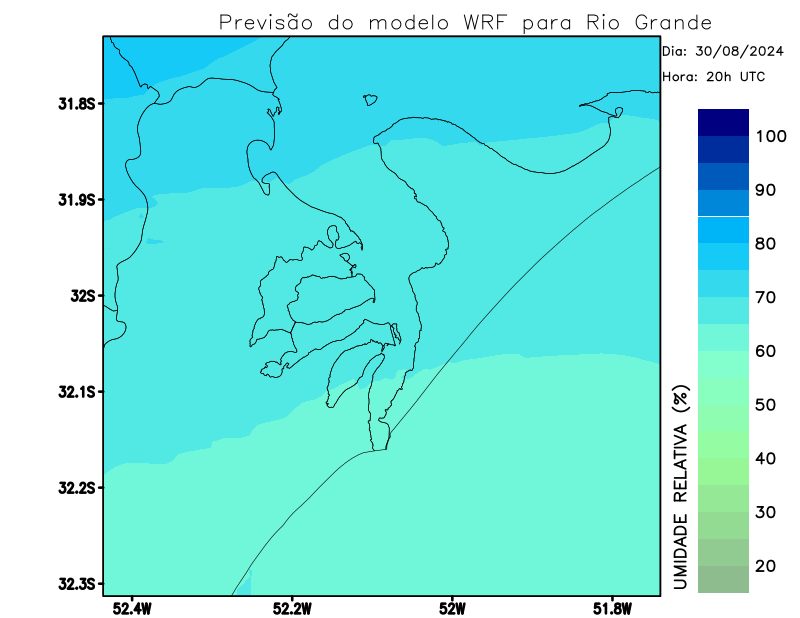 Previsão do modelo WRF para Rio Grande
Dia: 30/08/2024
Hora: 20h UTC
31.8S
31.9S
32S
32.1S
32.2S
32.3S
52.4W
52.2W
52W
51.8W
100
90
80
70
60
50
40
30
20
UMIDADE RELATIVA (%)